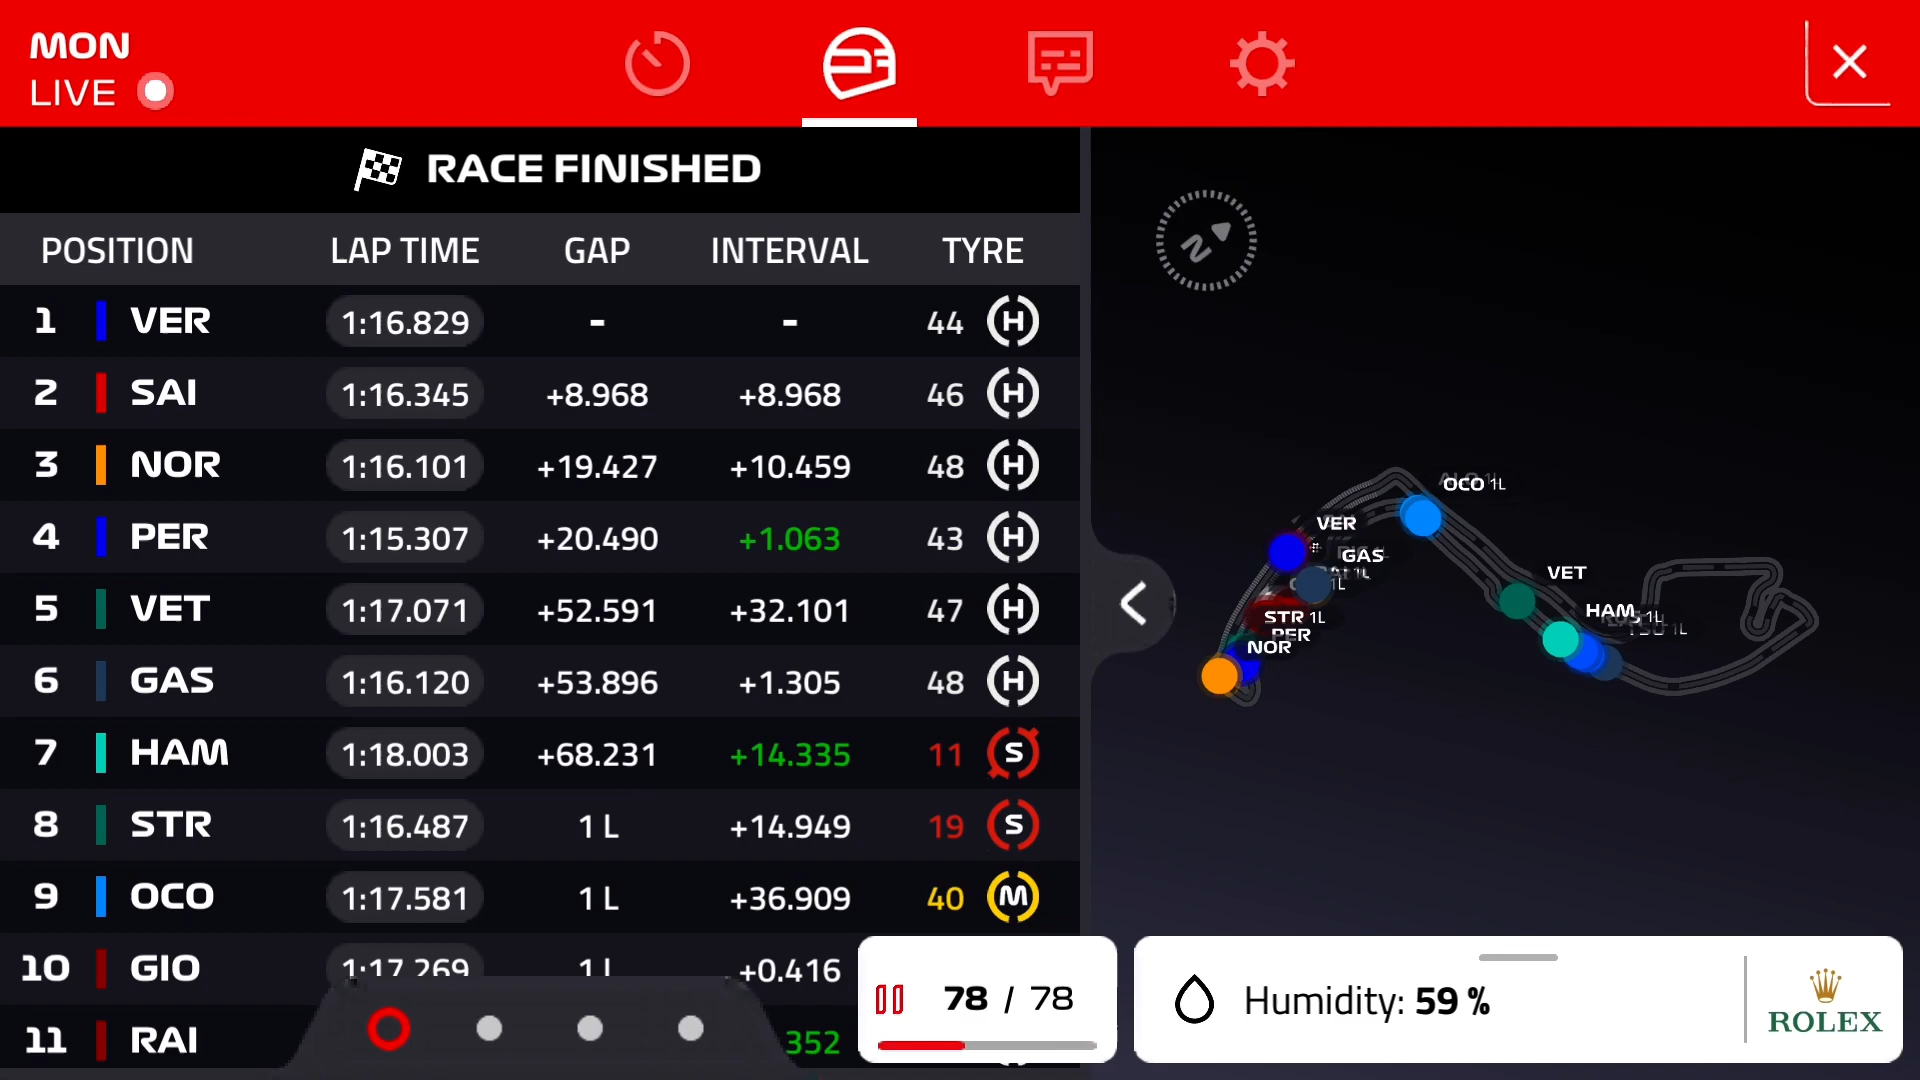 MON
LIVE
RACE FINISHED
POSITION LAP TIME GAP INTERVAL TYRE
1 VER 1:16.829 - - 44 H
2 SAI 1:16.345 +8.968 +8.968 46 H
3 NOR 1:16.101 +19.427 +10.459 48 H
4 PER 1:15.307 +20.490 +1.063 43 H
5 VET 1:17.071 +52.591 +32.101 47 H
6 GAS 1:16.120 +53.896 +1.305 48 H
7 HAM 1:18.003 +68.231 +14.335 11 S
8 STR 1:16.487 1 L +14.949 19 S
9 OCO 1:17.581 1 L +36.909 40 M
10 GIO 1:17.269 1 L +0.416
11 RAI 352
N
OCO 1L
VER
GAS
VET
HAM
STR 1L
PER
NOR
78 / 78
Humidity: 59 %
ROLEX